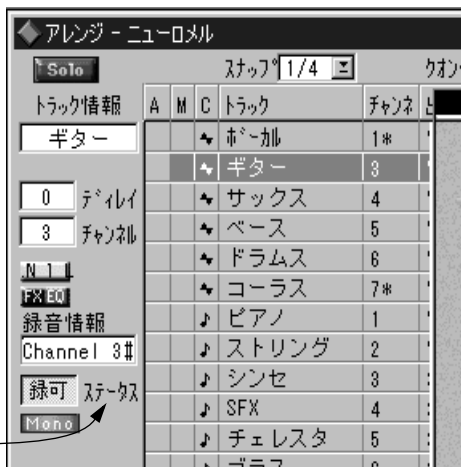 アレンジ - ニューロメル
Solo
スナップ 1/4
トラック情報
ギター
0 ディレイ
3 チャンネル
FX EQ
録音情報
Channel 3#
録可 ステータス
Mono
A M C トラック チャンネ
ボーカル 1*
ギター 3
サックス 4
ベース 5
ドラムス 6
コーラス 7*
ピアノ 1
ストリング 2
シンセ 3
SFX 4
チェレスタ 5